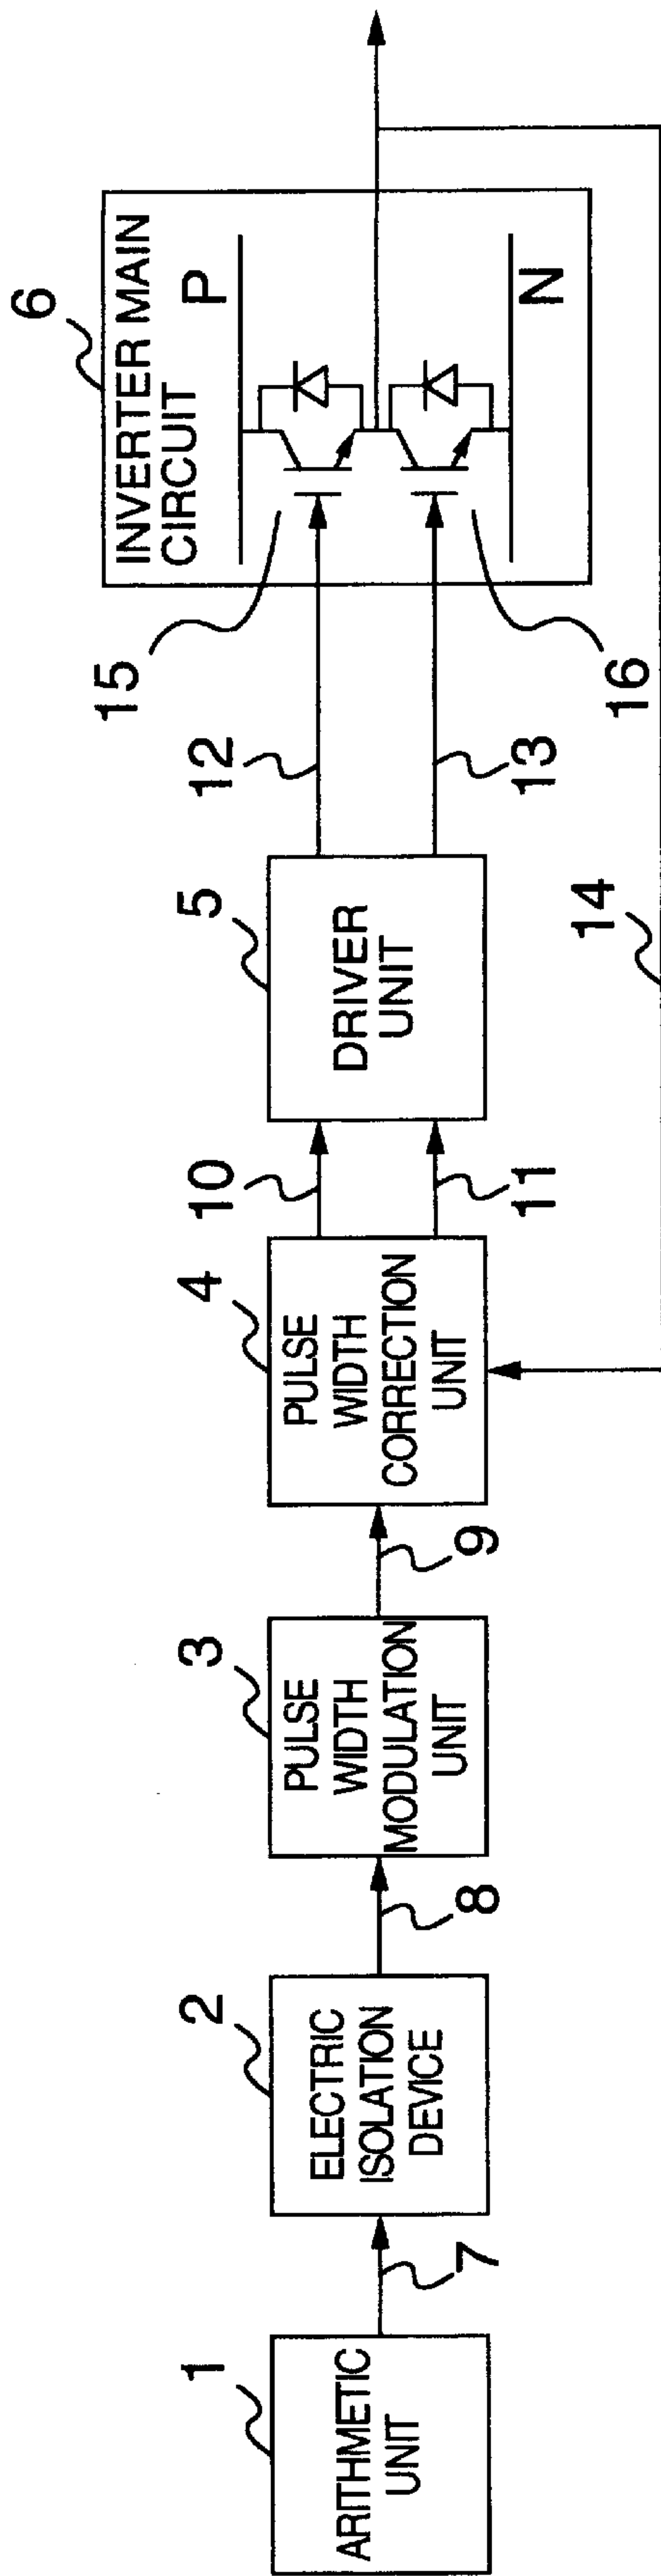 1
ARITHMETIC
UNIT
7
2
ELECTRIC
ISOLATION
DEVICE
8
3
PULSE
WIDTH
MODULATION
UNIT
9
4
PULSE
WIDTH
CORRECTION
UNIT
10
11
5
DRIVER
UNIT
12
13
14
6
INVERTER MAIN
CIRCUIT
P
N
15
16